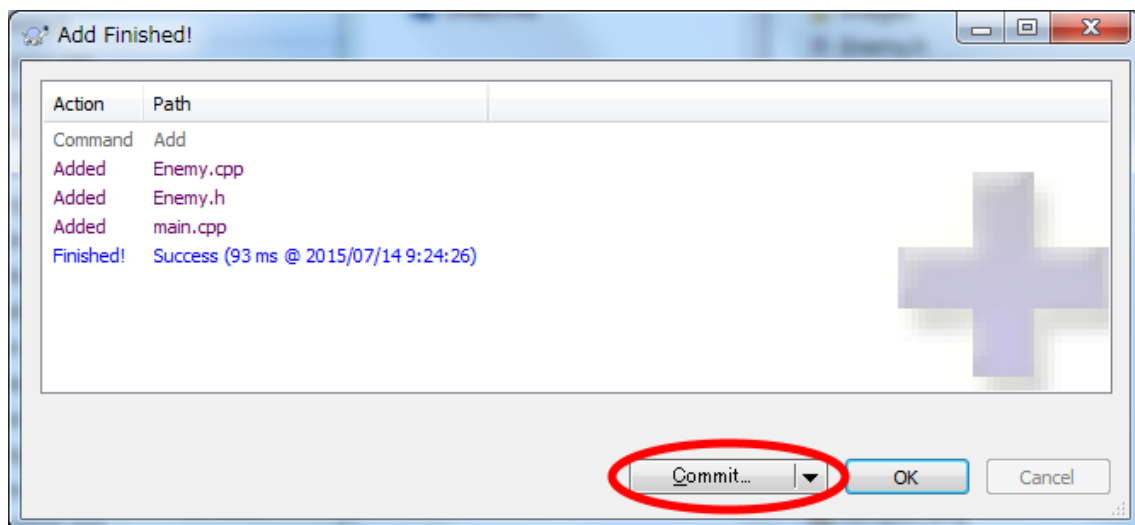 Add Finished!
Action Path
Command Add
Added Enemy.cpp
Added Enemy.h
Added main.cpp
Finished! Success (93 ms @ 2015/07/14 9:24:26)
Commit... OK Cancel